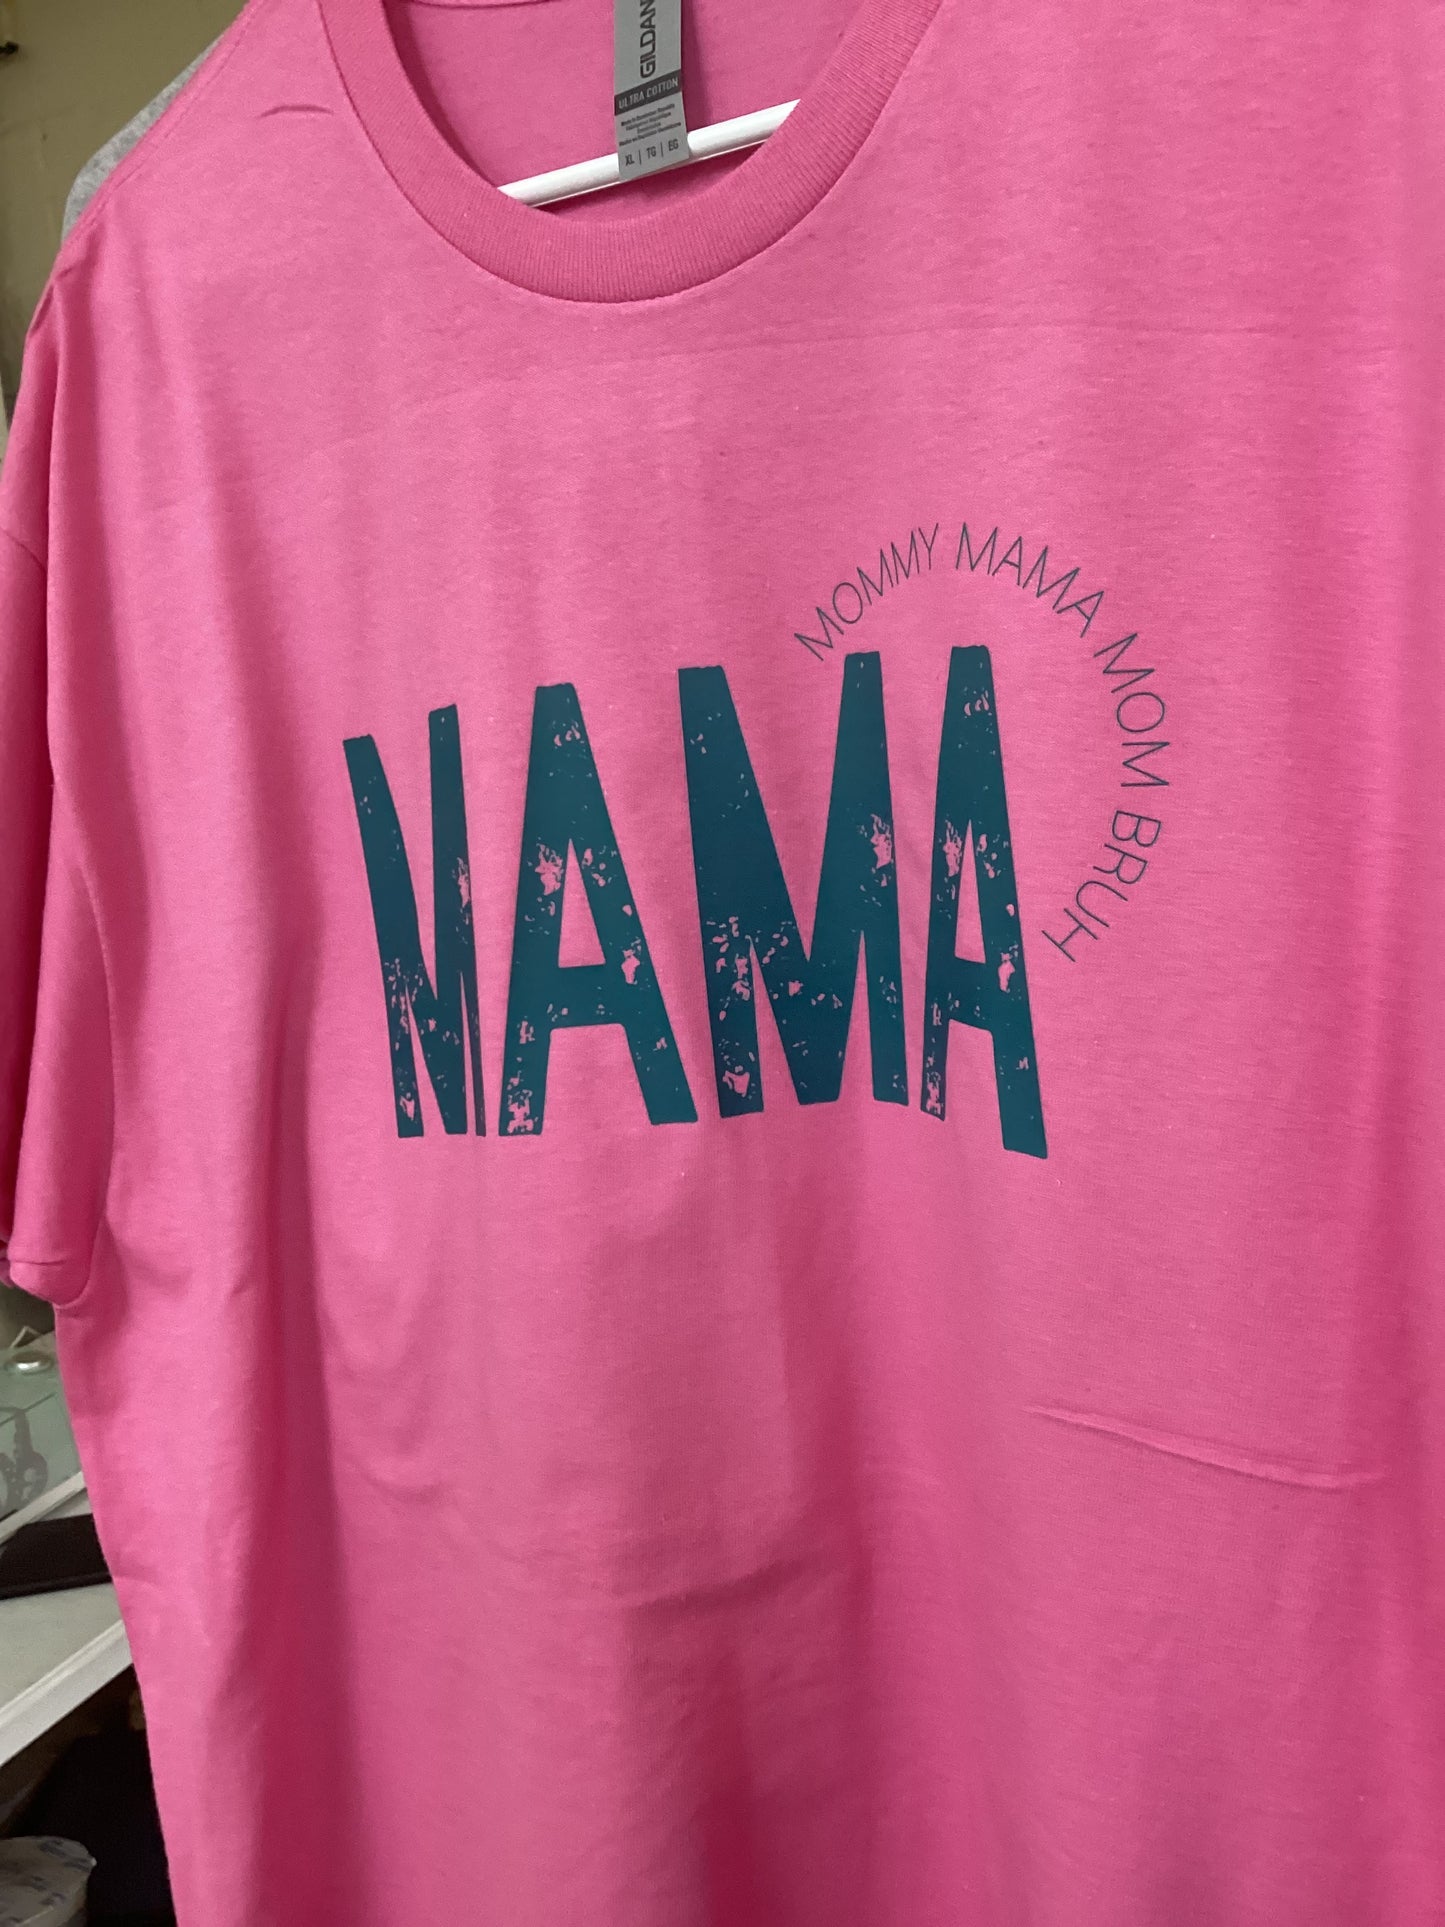 GILDAN
ULTRA COTTON
XL | TG | EG
MOMMY MAMA MOM BRUH
MAMA